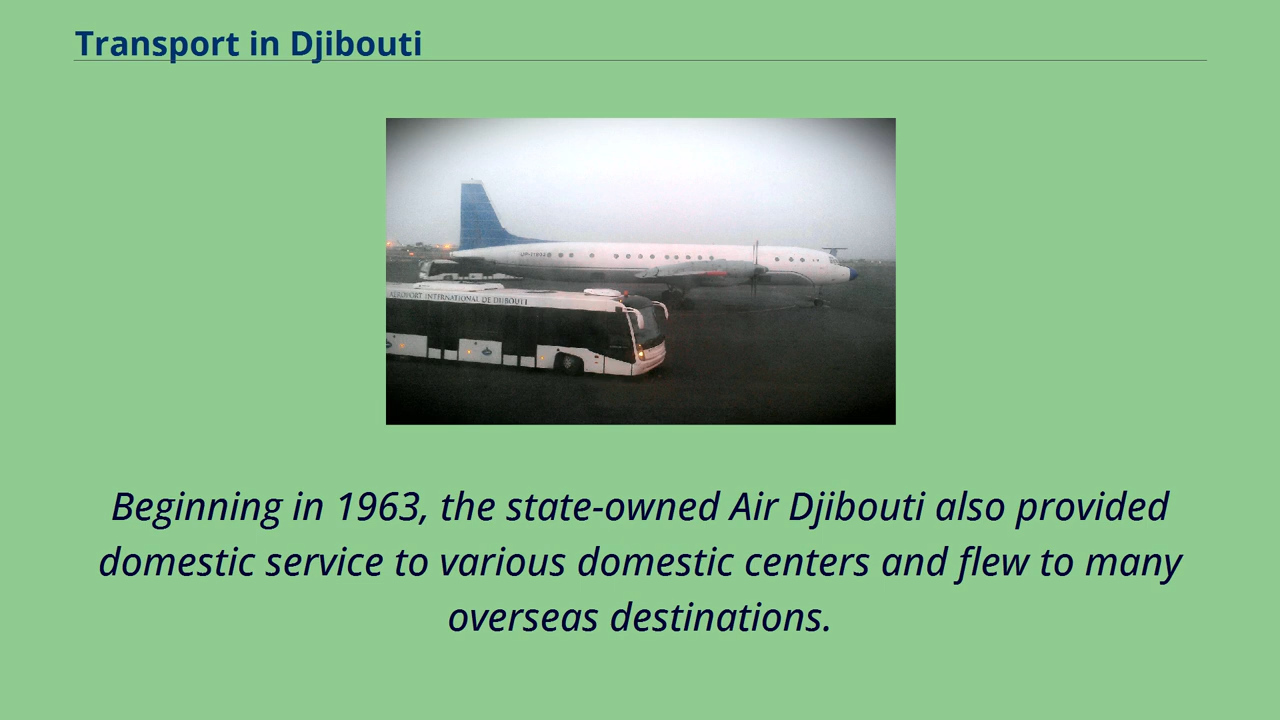 Transport in Djibouti
AEROPORT INTERNATIONAL DE DJIBOUTI
Beginning in 1963, the state-owned Air Djibouti also provided
domestic service to various domestic centers and flew to many
overseas destinations.